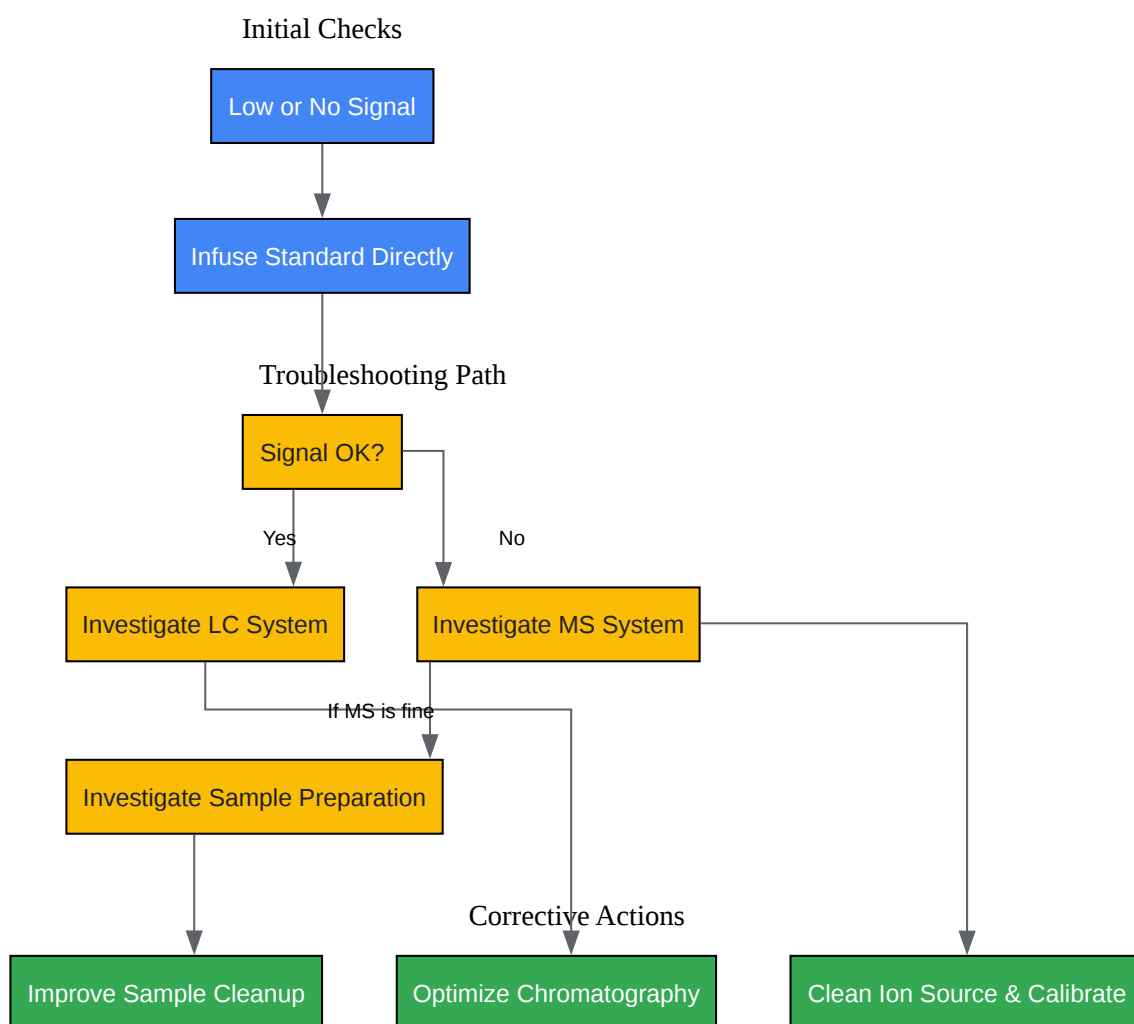 Initial Checks
Low or No Signal
Infuse Standard Directly
Troubleshooting Path
Signal OK?
Yes
No
Investigate LC System
Investigate MS System
If MS is fine
Investigate Sample Preparation
Corrective Actions
Improve Sample Cleanup
Optimize Chromatography
Clean Ion Source & Calibrate